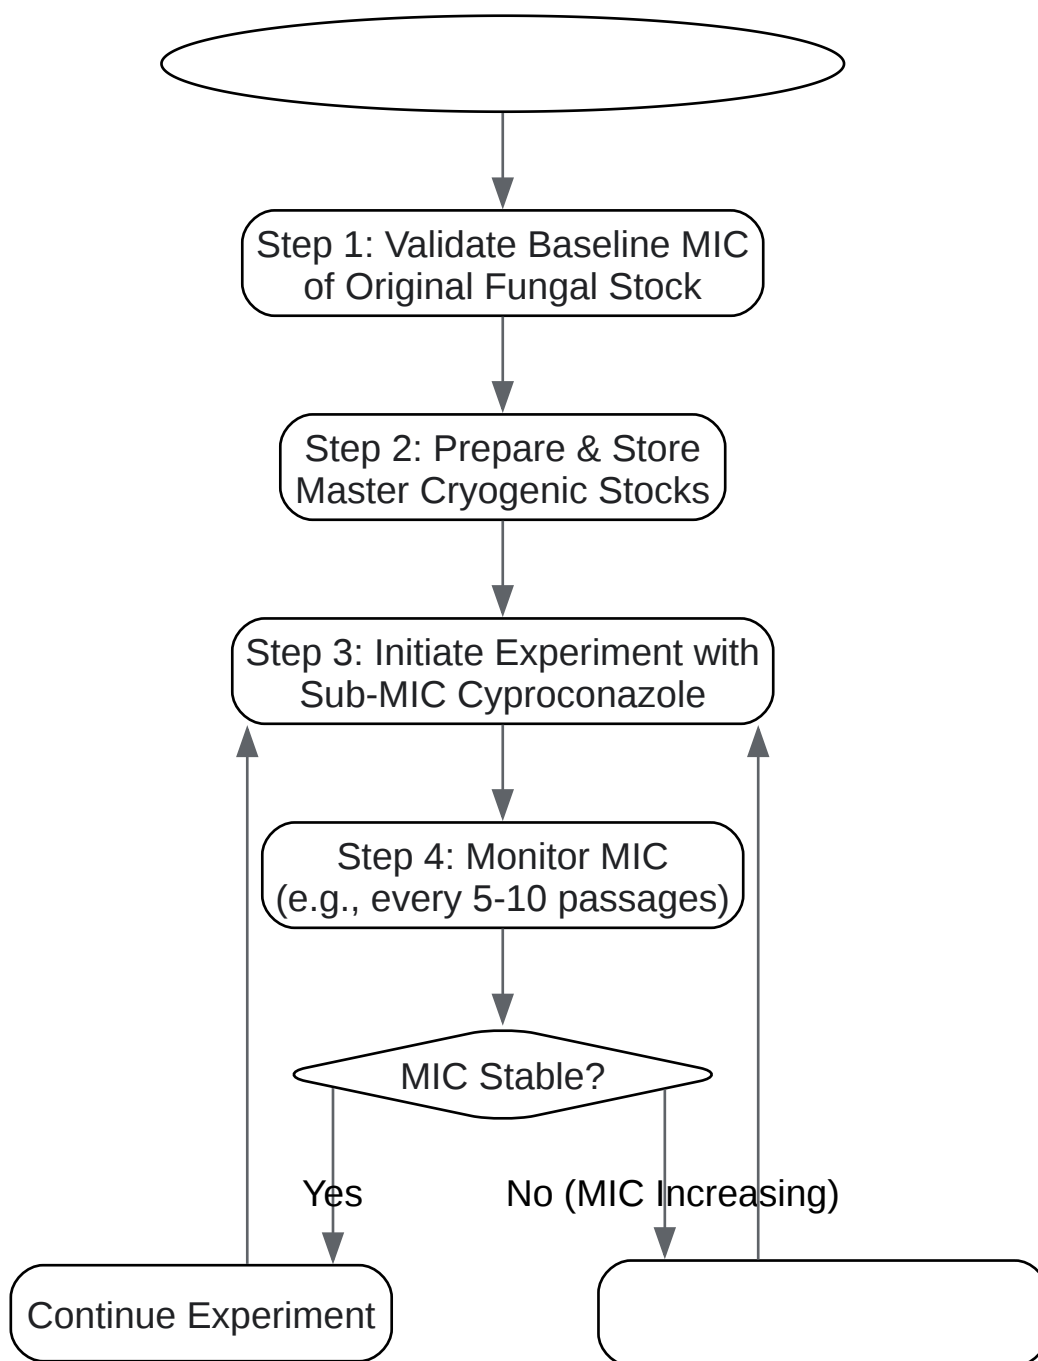 Step 1: Validate Baseline MIC
of Original Fungal Stock
Step 2: Prepare & Store
Master Cryogenic Stocks
Step 3: Initiate Experiment with
Sub-MIC Cyproconazole
Step 4: Monitor MIC
(e.g., every 5-10 passages)
MIC Stable?
Yes
No (MIC Increasing)
Continue Experiment